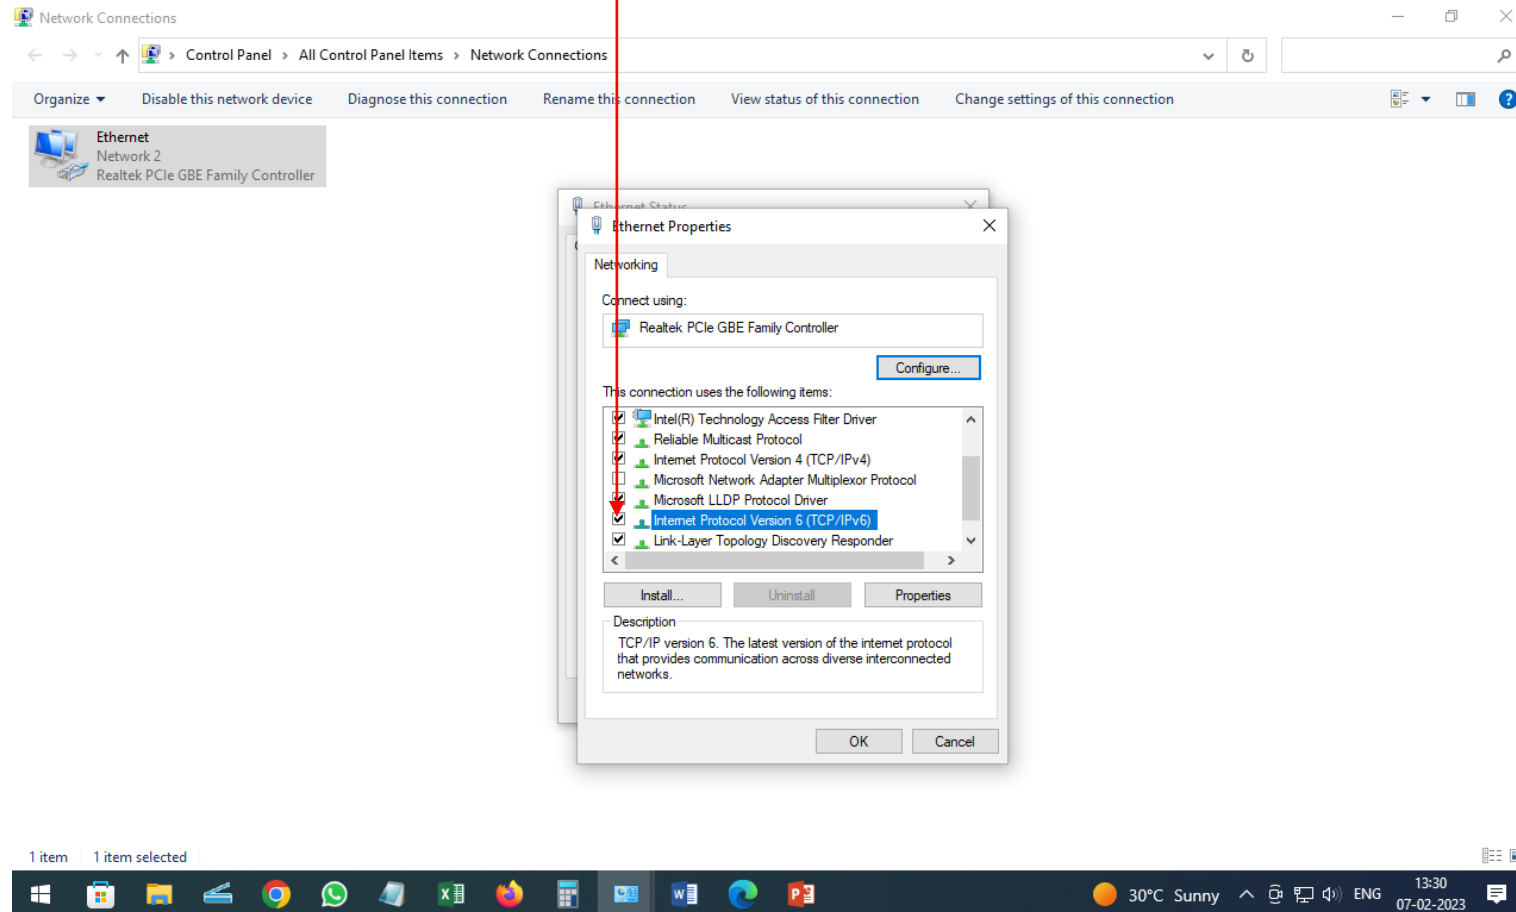 Network Connections
Control Panel > All Control Panel Items > Network Connections
Organize Disable this network device Diagnose this connection Rename this connection View status of this connection Change settings of this connection
Ethernet
Network 2
Realtek PCIe GBE Family Controller
Ethernet Status
Ethernet Properties
Networking
Connect using:
Realtek PCIe GBE Family Controller
Configure...
This connection uses the following items:
Intel(R) Technology Access Filter Driver
Reliable Multicast Protocol
Internet Protocol Version 4 (TCP/IPv4)
Microsoft Network Adapter Multiplexor Protocol
Microsoft LLDP Protocol Driver
Internet Protocol Version 6 (TCP/IPv6)
Link-Layer Topology Discovery Responder
Install... Uninstall Properties
Description
TCP/IP version 6. The latest version of the internet protocol
that provides communication across diverse interconnected
networks.
OK Cancel
1 item 1 item selected
30°C Sunny ENG 13:30
07-02-2023